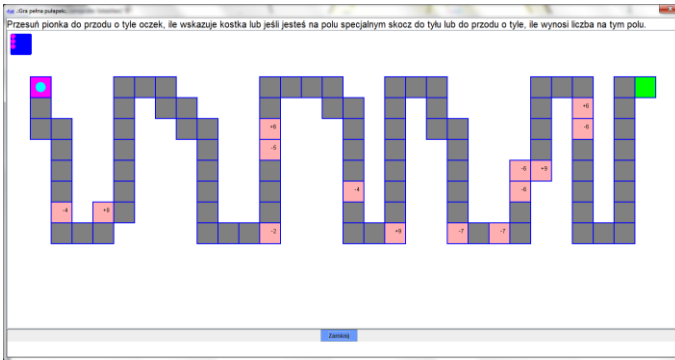 Gra pełna pułapek.
Przesuń pionka do przodu o tyle oczek, ile wskazuje kostka lub jeśli jesteś na polu specjalnym skocz do tyłu lub do przodu o tyle, ile wynosi liczba na tym polu.
+6
+6 -6
-5
-6 +9
-4 -6
-4 +8
-2 +9 -7 -7
Zamknij